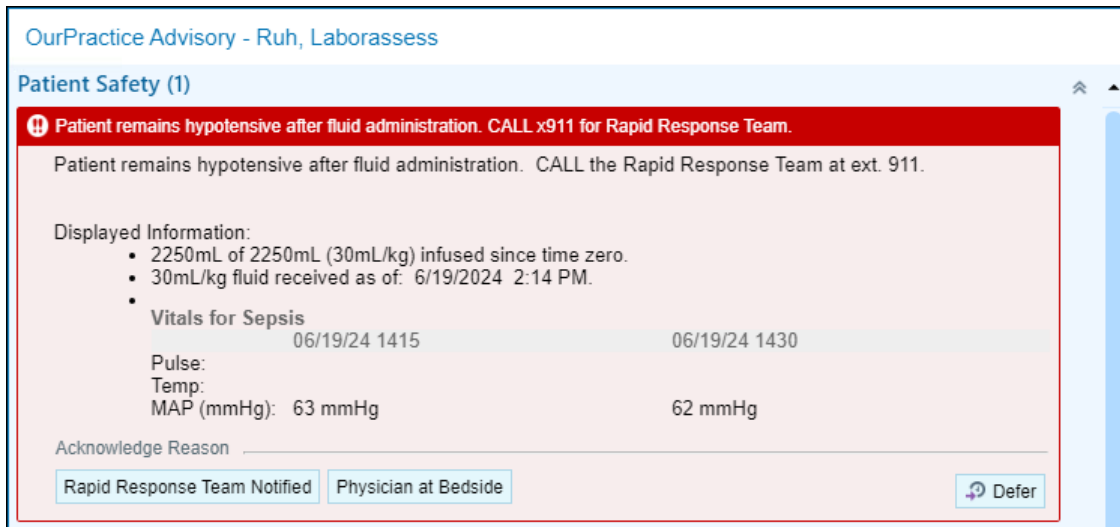 OurPractice Advisory - Ruh, Laborassess
Patient Safety (1)
Patient remains hypotensive after fluid administration. CALL x911 for Rapid Response Team.
Patient remains hypotensive after fluid administration.  CALL the Rapid Response Team at ext. 911.
Displayed Information:
• 2250mL of 2250mL (30mL/kg) infused since time zero.
• 30mL/kg fluid received as of:  6/19/2024  2:14 PM.
•
Vitals for Sepsis
06/19/24 1415 06/19/24 1430
Pulse:
Temp:
MAP (mmHg): 63 mmHg 62 mmHg
Acknowledge Reason
Rapid Response Team Notified Physician at Bedside Defer